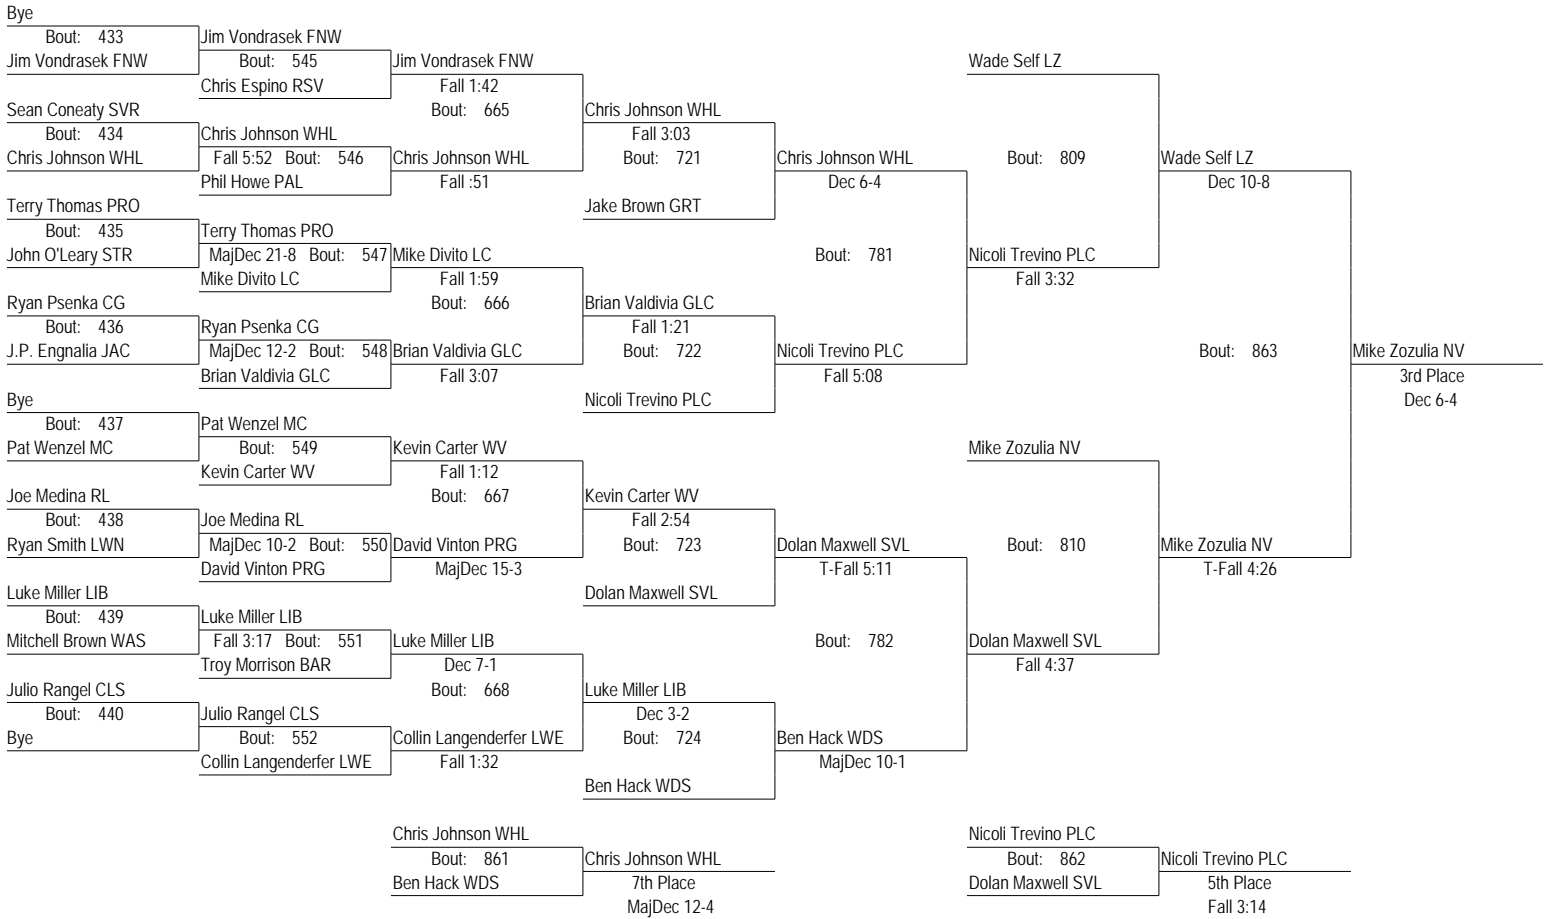 Bye
Bout: 433
Jim Vondrasek FNW
Sean Coneaty SVR
Bout: 434
Chris Johnson WHL
Terry Thomas PRO
Bout: 435
John O'Leary STR
Ryan Psenka CG
Bout: 436
J.P. Engnalia JAC
Bye
Bout: 437
Pat Wenzel MC
Joe Medina RL
Bout: 438
Ryan Smith LWN
Luke Miller LIB
Bout: 439
Mitchell Brown WAS
Julio Rangel CLS
Bout: 440
Bye
Jim Vondrasek FNW
Bout: 545
Chris Espino RSV
Chris Johnson WHL
Fall 5:52 Bout: 546
Phil Howe PAL
Terry Thomas PRO
MajDec 21-8 Bout: 547
Mike Divito LC
Ryan Psenka CG
MajDec 12-2 Bout: 548
Brian Valdivia GLC
Pat Wenzel MC
Bout: 549
Kevin Carter WV
Joe Medina RL
MajDec 10-2 Bout: 550
David Vinton PRG
Luke Miller LIB
Fall 3:17 Bout: 551
Troy Morrison BAR
Julio Rangel CLS
Bout: 552
Collin Langenderfer LWE
Jim Vondrasek FNW
Fall 1:42
Bout: 665
Chris Johnson WHL
Fall :51
Mike Divito LC
Fall 1:59
Bout: 666
Brian Valdivia GLC
Fall 3:07
Kevin Carter WV
Fall 1:12
Bout: 667
David Vinton PRG
MajDec 15-3
Luke Miller LIB
Dec 7-1
Bout: 668
Collin Langenderfer LWE
Fall 1:32
Chris Johnson WHL
Fall 3:03
Bout: 721
Jake Brown GRT
Brian Valdivia GLC
Fall 1:21
Bout: 722
Nicoli Trevino PLC
Kevin Carter WV
Fall 2:54
Bout: 723
Dolan Maxwell SVL
Luke Miller LIB
Dec 3-2
Bout: 724
Ben Hack WDS
Chris Johnson WHL
Dec 6-4
Bout: 781
Nicoli Trevino PLC
Fall 5:08
Dolan Maxwell SVL
T-Fall 5:11
Bout: 782
Ben Hack WDS
MajDec 10-1
Wade Self LZ
Bout: 809
Nicoli Trevino PLC
Fall 3:32
Mike Zozulia NV
Bout: 810
Dolan Maxwell SVL
Fall 4:37
Wade Self LZ
Dec 10-8
Bout: 863
Mike Zozulia NV
T-Fall 4:26
Mike Zozulia NV
3rd Place
Dec 6-4
Chris Johnson WHL
Bout: 861
Ben Hack WDS
Chris Johnson WHL
7th Place
MajDec 12-4
Nicoli Trevino PLC
Bout: 862
Dolan Maxwell SVL
Nicoli Trevino PLC
5th Place
Fall 3:14